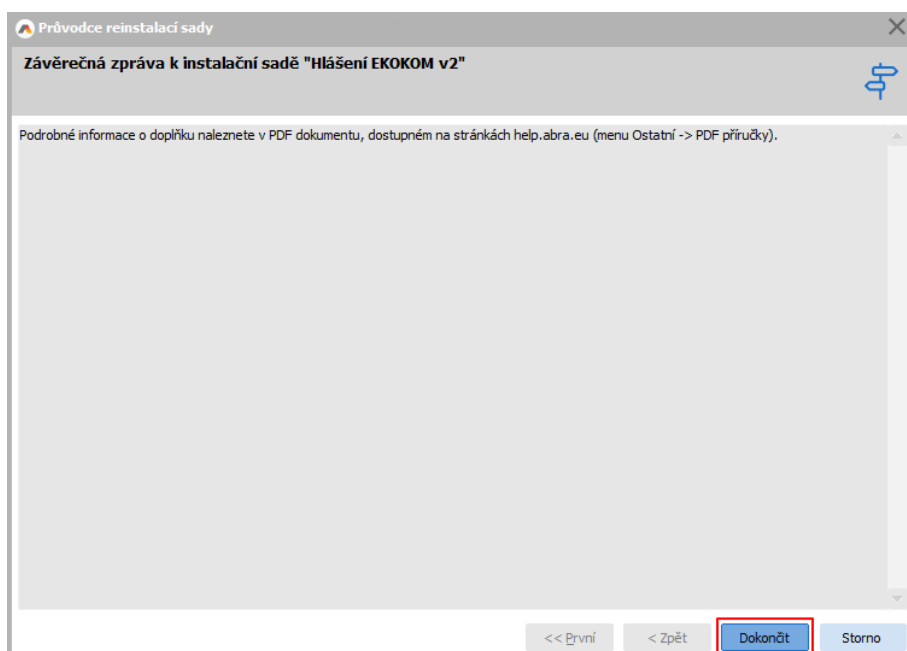 Průvodce reinstalací sady
Závěrečná zpráva k instalační sadě "Hlášení EKOKOM v2"
Podrobné informace o doplňku naleznete v PDF dokumentu, dostupném na stránkách help.abra.eu (menu Ostatní -> PDF příručky).
<< První < Zpět Dokončit Storno